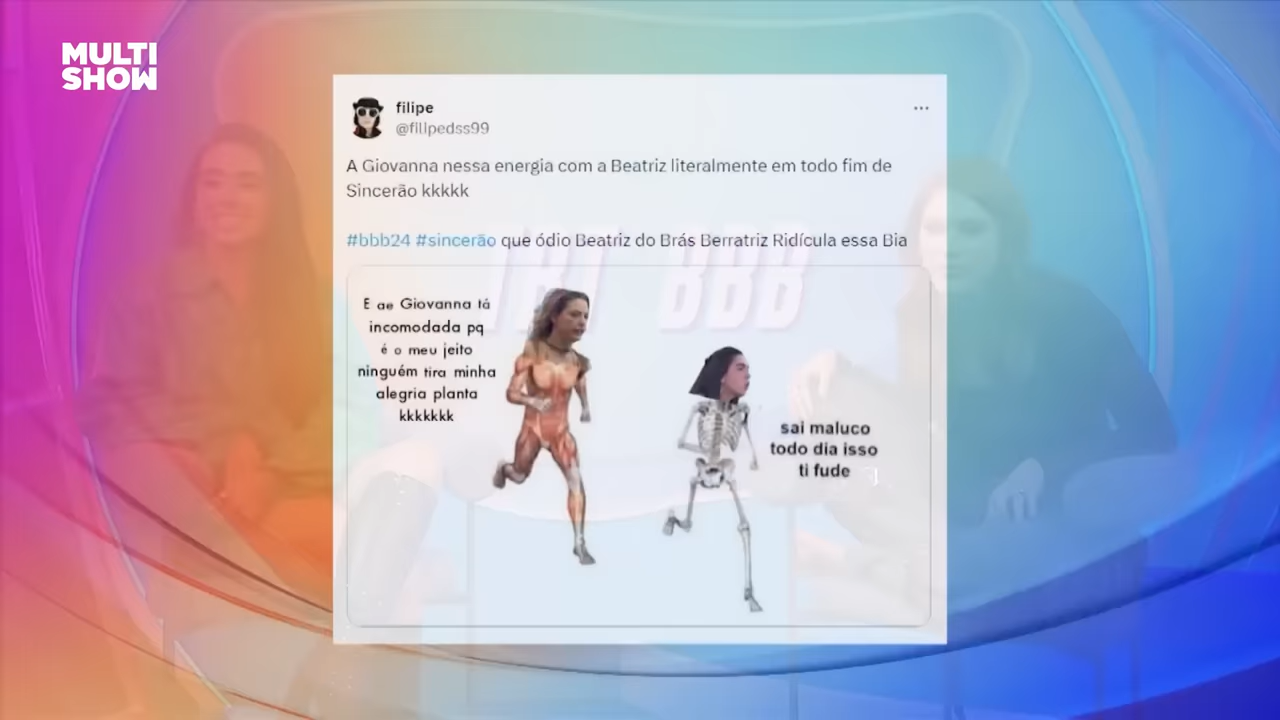 MULTI
SHOW
filipe
@filipedss99
A Giovanna nessa energia com a Beatriz literalmente em todo fim de
Sincerão kkkkk
#bbb24 #sincerão que ódio Beatriz do Brás Berratriz Ridícula essa Bia
E ae Giovanna tá
incomodada pq
é o meu jeito
ninguém tira minha
alegria planta
kkkkkkk
sai maluco
todo dia isso
ti fude
BBB